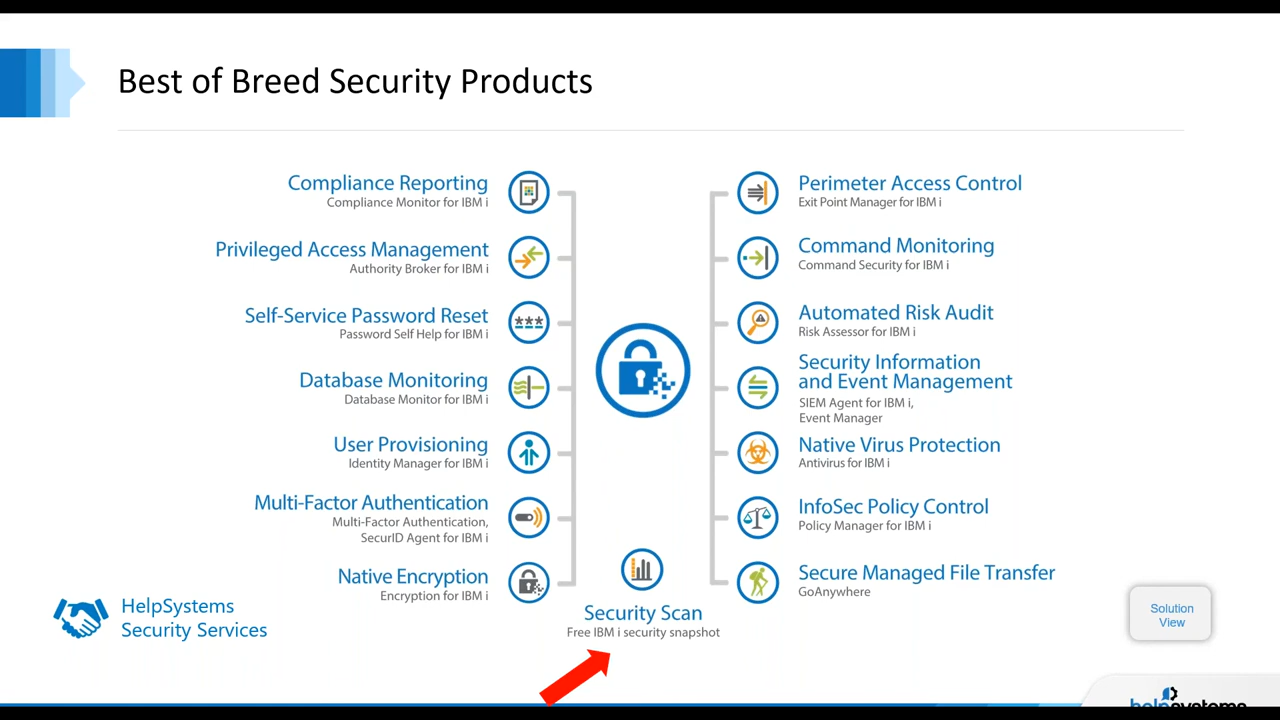 Best of Breed Security Products
Compliance Reporting
Compliance Monitor for IBM i
Privileged Access Management
Authority Broker for IBM i
Self-Service Password Reset
Password Self Help for IBM i
Database Monitoring
Database Monitor for IBM i
User Provisioning
Identity Manager for IBM i
Multi-Factor Authentication
Multi-Factor Authentication,
SecurID Agent for IBM i
Native Encryption
Encryption for IBM i
HelpSystems
Security Services
Security Scan
Free IBM i security snapshot
Perimeter Access Control
Exit Point Manager for IBM i
Command Monitoring
Command Security for IBM i
Automated Risk Audit
Risk Assessor for IBM i
Security Information
and Event Management
SIEM Agent for IBM i,
Event Manager
Native Virus Protection
Antivirus for IBM i
InfoSec Policy Control
Policy Manager for IBM i
Secure Managed File Transfer
GoAnywhere
Solution
View
helpsystems